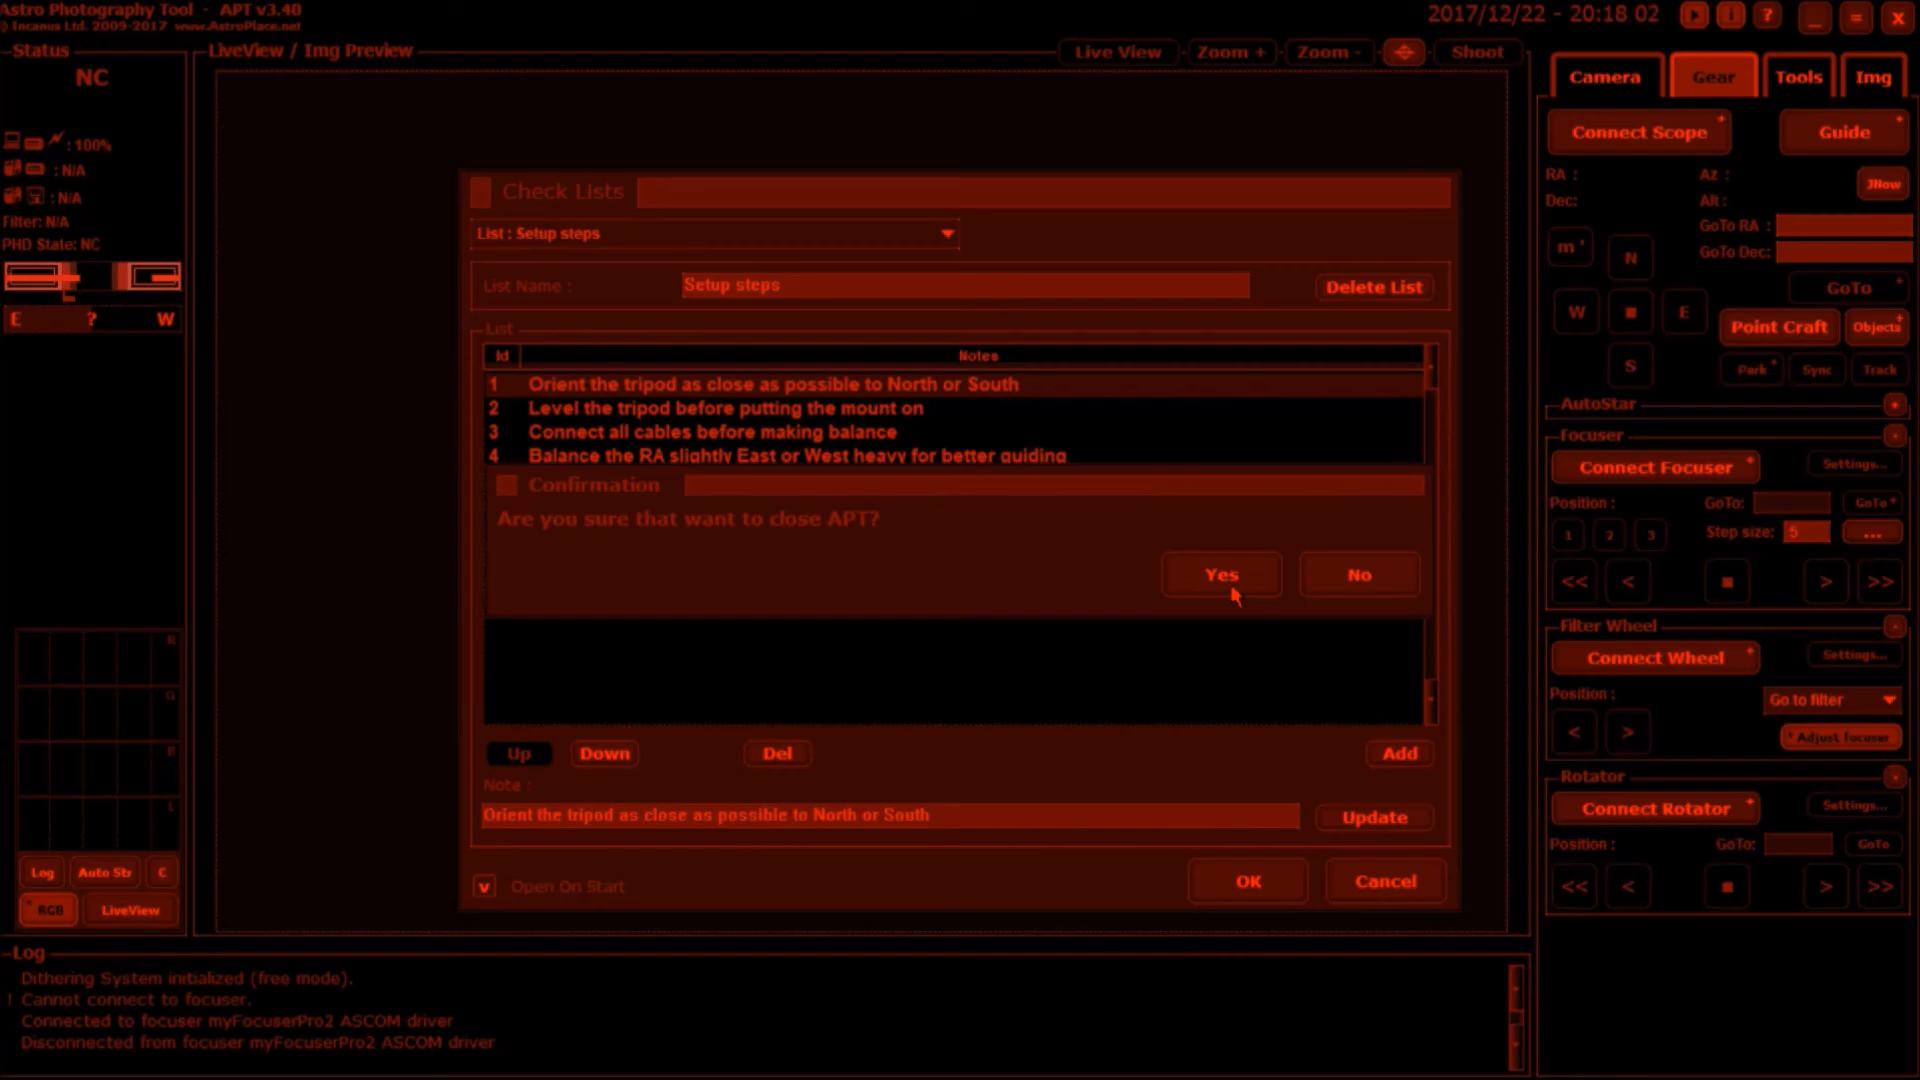 Astro Photography Tool - APT v3.40
© Incanus Ltd. 2009-2017 www.AstroPlace.net
2017/12/22 - 20:18 02
i
?
_
=
X
Status
NC
: 100%
: N/A
: N/A
Filter: N/A
PHD State: NC
E ? W
R
G
B
L
Log
Auto Str
C
RGB
LiveView
LiveView / Img Preview
Live View
Zoom +
Zoom -
Shoot
Check Lists
List : Setup steps
List Name :
Setup steps
Delete List
List
Id Notes
1 Orient the tripod as close as possible to North or South
2 Level the tripod before putting the mount on
3 Connect all cables before making balance
4 Balance the RA slightly East or West heavy for better guiding
Confirmation
Are you sure that want to close APT?
Yes
No
Up
Down
Del
Add
Note :
Orient the tripod as close as possible to North or South
Update
v Open On Start
OK
Cancel
Camera
Gear
Tools
Img
Connect Scope +
Guide +
RA :
Az :
JNow
Dec:
Alt :
GoTo RA :
GoTo Dec:
m '
N
W
E
S
GoTo +
Point Craft
Objects+
Park
Sync
Track
AutoStar
Focuser
Connect Focuser +
Settings...
Position :
GoTo:
GoTo +
1
2
3
Step size: 5
...
<<
<
>
>>
Filter Wheel
Connect Wheel +
Settings...
Position :
Go to filter
<
>
Adjust focuser
Rotator
Connect Rotator +
Settings...
Position :
GoTo:
GoTo
<<
<
>
>>
Log
Dithering System initialized (free mode).
! Cannot connect to focuser.
Connected to focuser myFocuserPro2 ASCOM driver
Disconnected from focuser myFocuserPro2 ASCOM driver